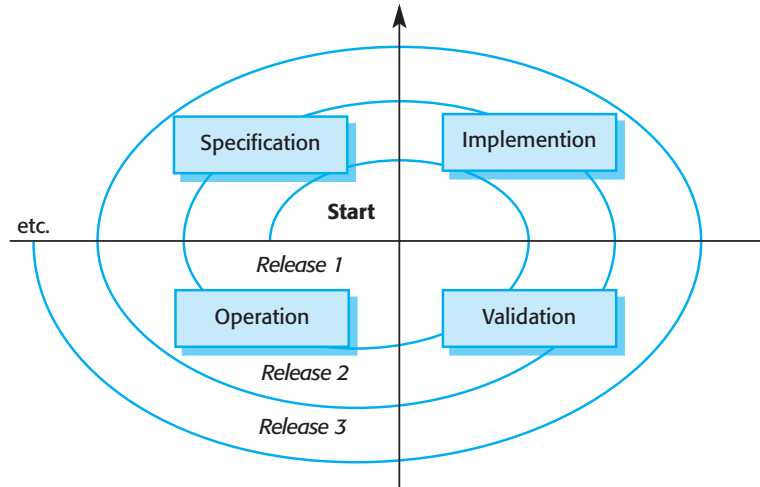 Specification
Implemention
Start
etc.
Release 1
Operation
Validation
Release 2
Release 3